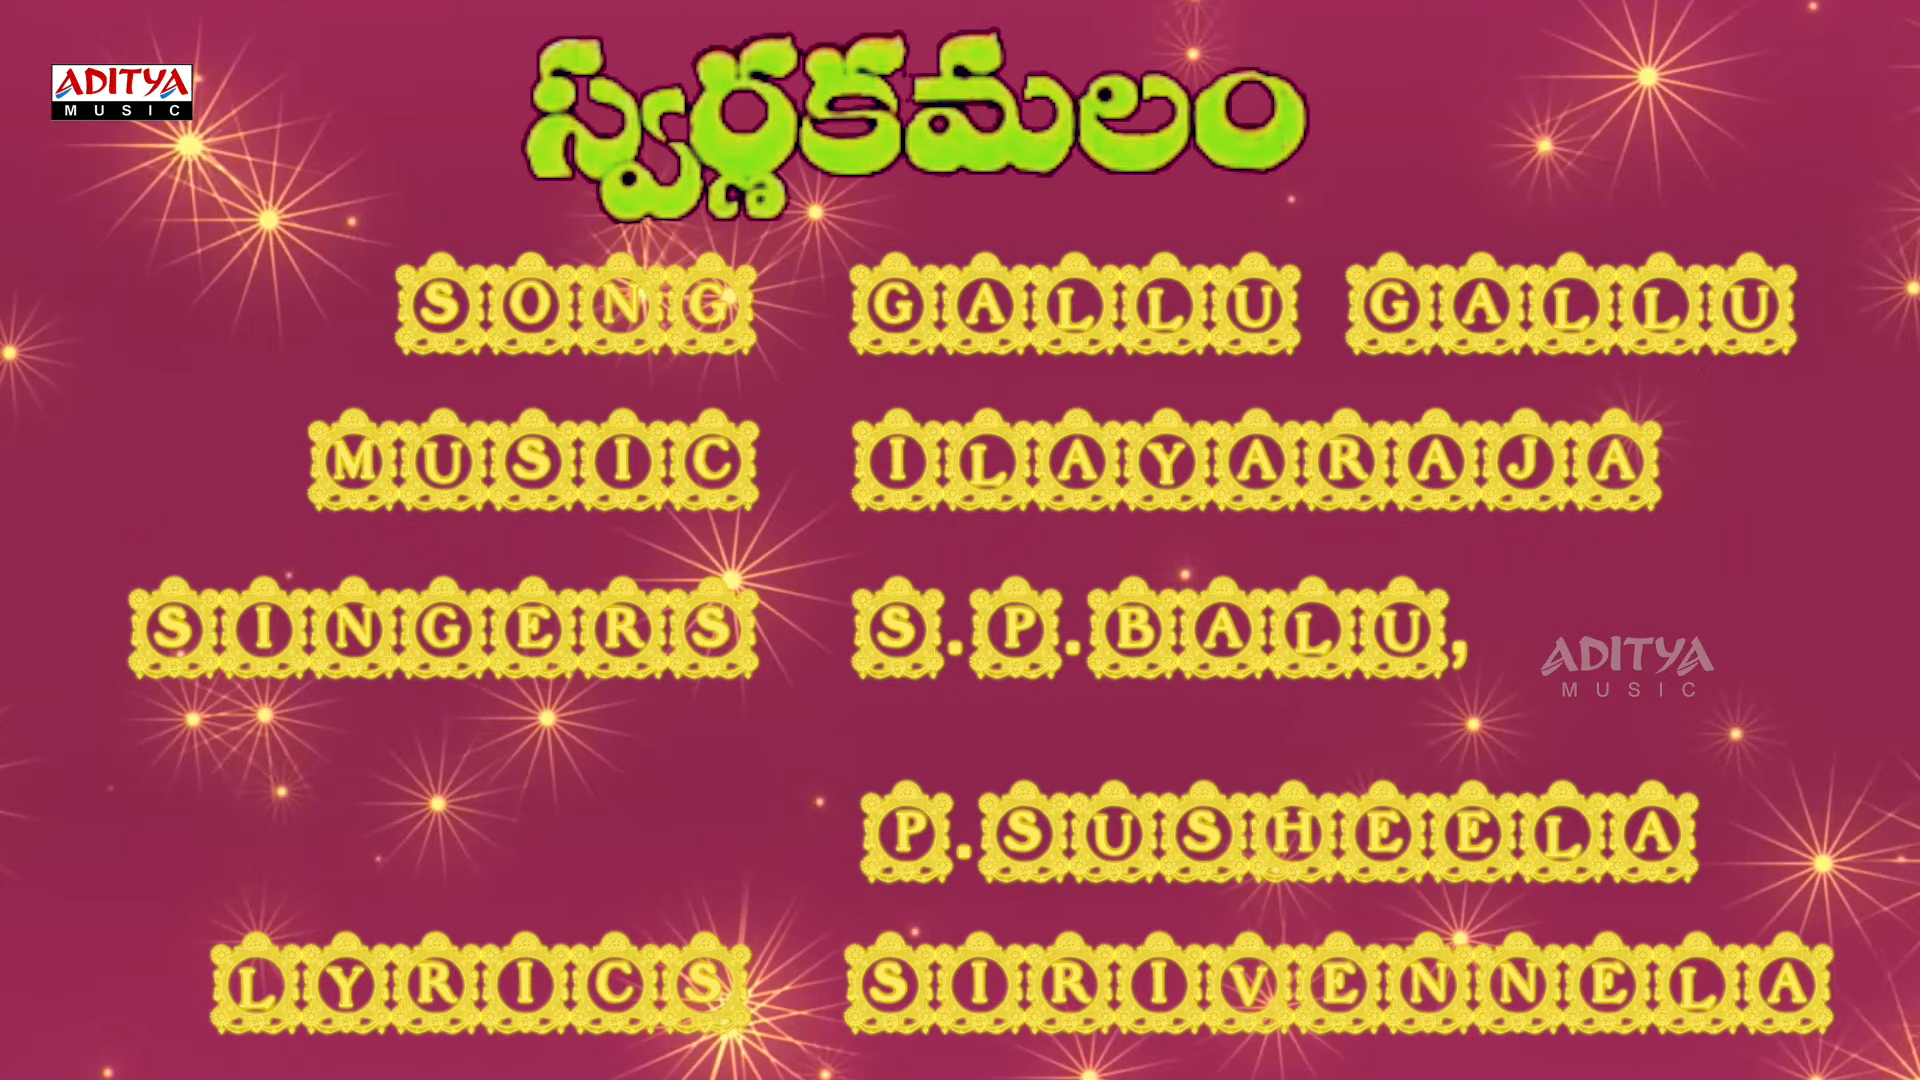 ADITYA
MUSIC
స్వర్ణకమలం
SONG GALLU GALLU
MUSIC ILAYARAJA
SINGERS S.P.BALU,
ADITYA
MUSIC
P.SUSHEELA
LYRICS SIRIVENNELA